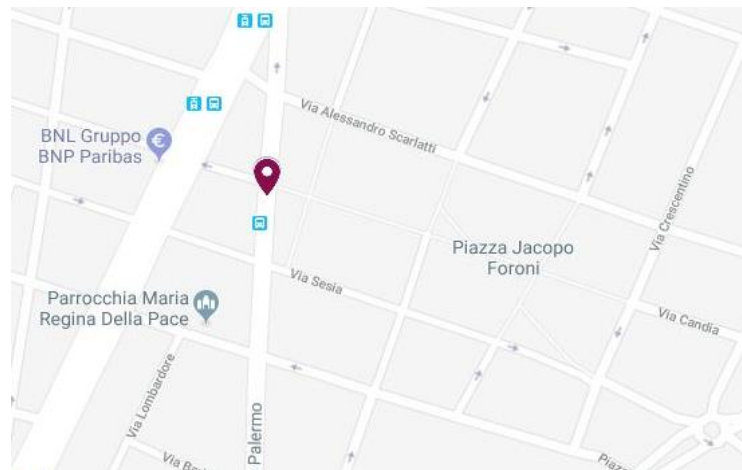 Via Alessandro Scarlatti
BNL Gruppo
BNP Paribas
€
Via Crescentino
Piazza Jacopo
Foroni
Via Sesia
Parrocchia Maria
Regina Della Pace
Via Candia
Via Lombardore
Palermo
Via